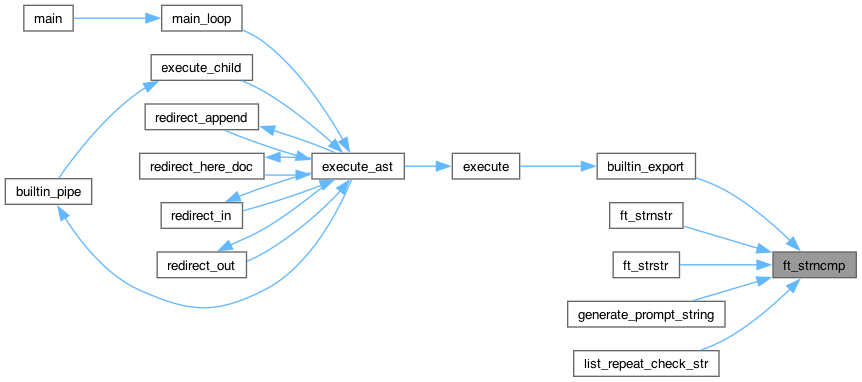 main
main_loop
execute_child
redirect_append
redirect_here_doc
execute_ast
execute
builtin_export
builtin_pipe
redirect_in
ft_strnstr
redirect_out
ft_strstr
ft_strncmp
generate_prompt_string
list_repeat_check_str